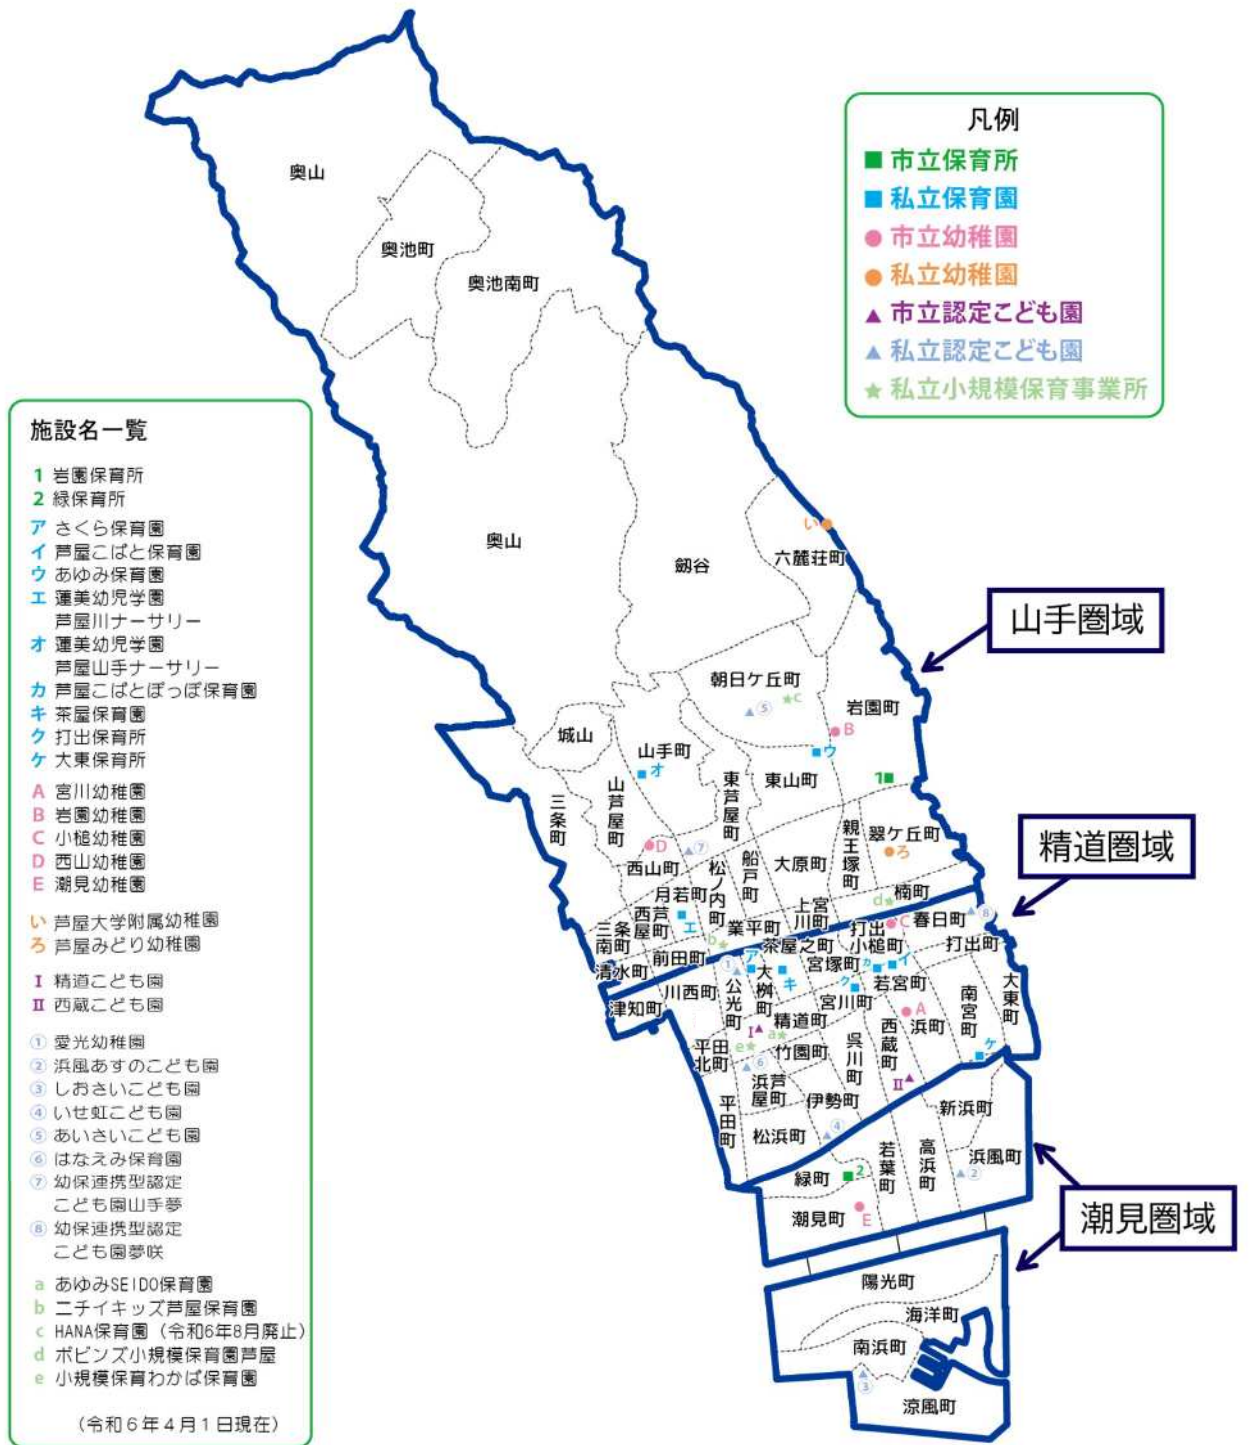 凡例
市立保育所
私立保育園
市立幼稚園
私立幼稚園
市立認定こども園
私立認定こども園
私立小規模保育事業所
奥山
奥池町
奥池南町
奥山
劔谷
い
六麓荘町
山手圏域
朝日ケ丘町
c
⑤
岩園町
B
城山
山手町
ウ
オ
東山町
1
三条町
山芦屋町
東芦屋町
親王塚町
翠ケ丘町
ろ
精道圏域
D
⑦
西山町
松ノ内町
船戸町
大原町
月若町
楠町
d
西芦屋町
エ
上宮川町
三条南町
業平町
b
打出小槌町
C
春日町
⑧
茶屋之町
打出町
清水町
前田町
①
ア
大桝町
キ
宮塚町
カ
イ
若宮町
津知町
川西町
公光町
ク
宮川町
南宮町
大東町
A
浜町
西蔵町
I
精道町
a
呉川町
e
平田北町
竹園町
⑥
浜芦屋町
ケ
II
伊勢町
新浜町
平田町
松浜町
④
若葉町
高浜町
浜風町
②
緑町
2
潮見町
E
潮見圏域
陽光町
海洋町
南浜町
③
涼風町
施設名一覧
1 岩園保育所
2 緑保育所
ア さくら保育園
イ 芦屋こばと保育園
ウ あゆみ保育園
エ 蓮美幼児学園
芦屋川ナーサリー
オ 蓮美幼児学園
芦屋山手ナーサリー
カ 芦屋こばとぽっぽ保育園
キ 茶屋保育園
ク 打出保育所
ケ 大東保育所
A 宮川幼稚園
B 岩園幼稚園
C 小槌幼稚園
D 西山幼稚園
E 潮見幼稚園
い 芦屋大学附属幼稚園
ろ 芦屋みどり幼稚園
I 精道こども園
II 西蔵こども園
① 愛光幼稚園
② 浜風あすのこども園
③ しおさいこども園
④ いせ虹こども園
⑤ あいさいこども園
⑥ はなえみ保育園
⑦ 幼保連携型認定
こども園山手夢
⑧ 幼保連携型認定
こども園夢咲
a あゆみSEIDO保育園
b ニチイキッズ芦屋保育園
c HANA保育園（令和6年8月廃止）
d ポピンズ小規模保育園芦屋
e 小規模保育わかば保育園
（令和６年４月１日現在）